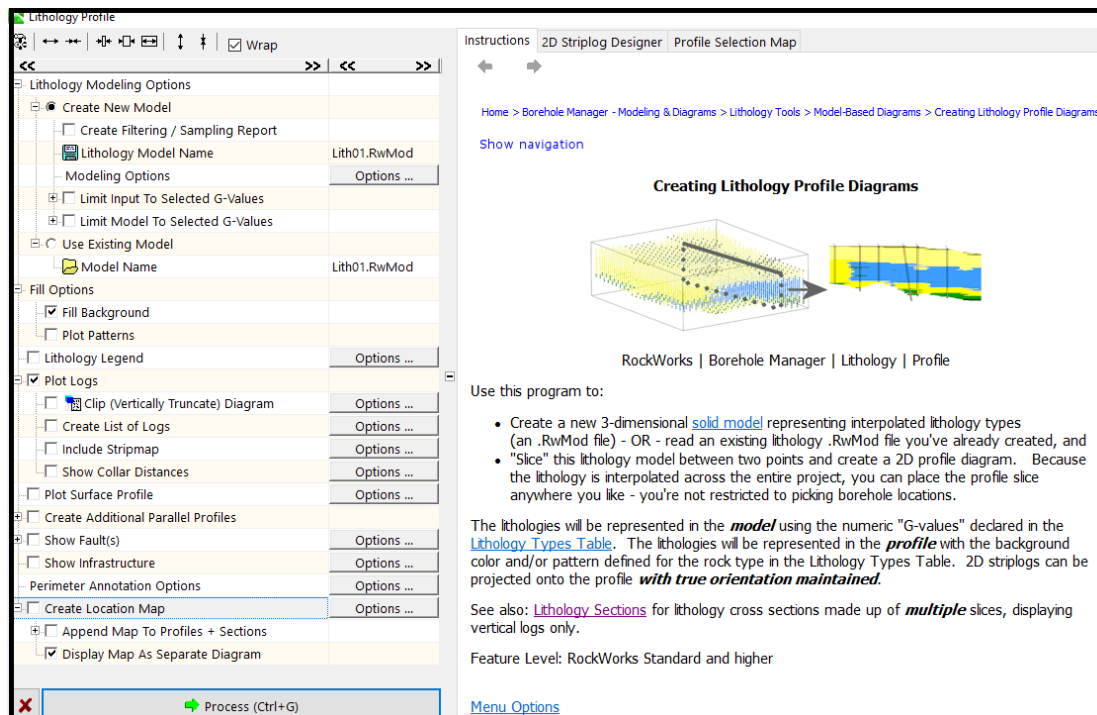 Lithology Profile
Wrap
Instructions
2D Striplog Designer
Profile Selection Map
<<
>>
<<
>>
Lithology Modeling Options
Create New Model
Create Filtering / Sampling Report
Lithology Model Name
Lith01.RwMod
Modeling Options
Options ...
Limit Input To Selected G-Values
Limit Model To Selected G-Values
Use Existing Model
Model Name
Lith01.RwMod
Fill Options
Fill Background
Plot Patterns
Lithology Legend
Options ...
Plot Logs
Clip (Vertically Truncate) Diagram
Options ...
Create List of Logs
Options ...
Include Stripmap
Options ...
Show Collar Distances
Options ...
Plot Surface Profile
Options ...
Create Additional Parallel Profiles
Show Fault(s)
Options ...
Show Infrastructure
Options ...
Perimeter Annotation Options
Options ...
Create Location Map
Options ...
Append Map To Profiles + Sections
Display Map As Separate Diagram
Process (Ctrl+G)
Home > Borehole Manager - Modeling & Diagrams > Lithology Tools > Model-Based Diagrams > Creating Lithology Profile Diagrams
Show navigation
Creating Lithology Profile Diagrams
RockWorks | Borehole Manager | Lithology | Profile
Use this program to:
• Create a new 3-dimensional solid model representing interpolated lithology types
(an .RwMod file) - OR - read an existing lithology .RwMod file you've already created, and
• "Slice" this lithology model between two points and create a 2D profile diagram. Because
the lithology is interpolated across the entire project, you can place the profile slice
anywhere you like - you're not restricted to picking borehole locations.
The lithologies will be represented in the model using the numeric "G-values" declared in the
Lithology Types Table. The lithologies will be represented in the profile with the background
color and/or pattern defined for the rock type in the Lithology Types Table. 2D striplogs can be
projected onto the profile with true orientation maintained.
See also: Lithology Sections for lithology cross sections made up of multiple slices, displaying
vertical logs only.
Feature Level: RockWorks Standard and higher
Menu Options